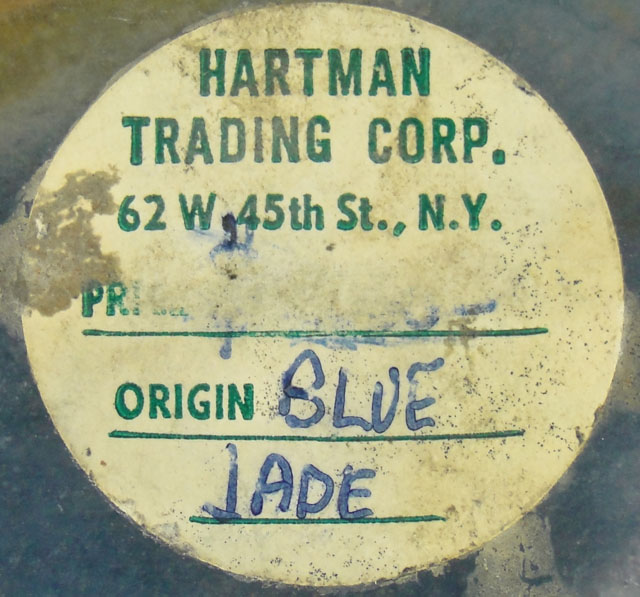 HARTMAN
TRADING CORP.
62 W. 45th St., N.Y.
ORIGIN BLUE
JADE